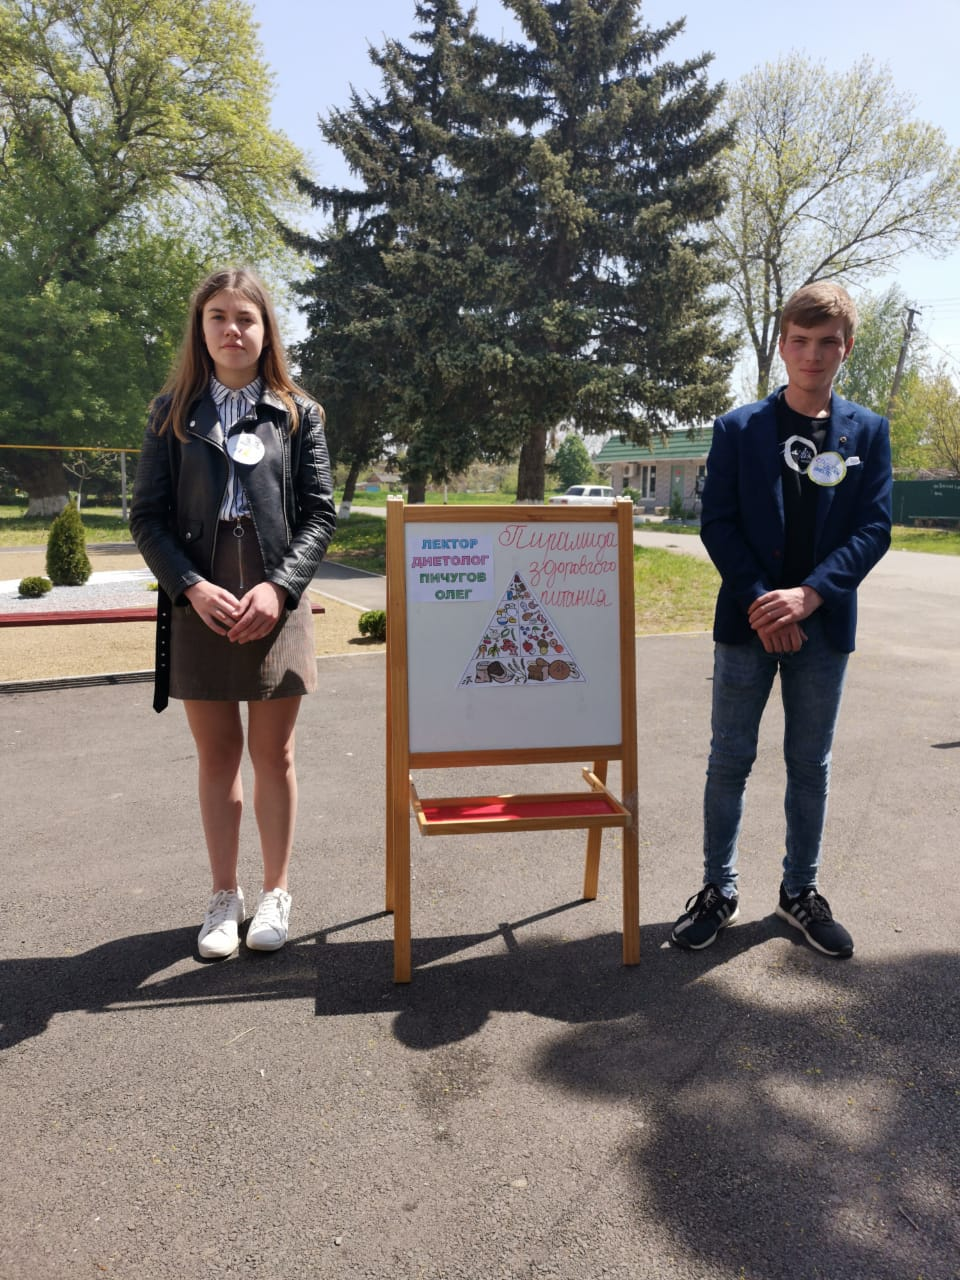 ЛЕКТОР
ДИЕТОЛОГ
ПИЧУГОВ
ОЛЕГ
Пирамида
здорового
питания